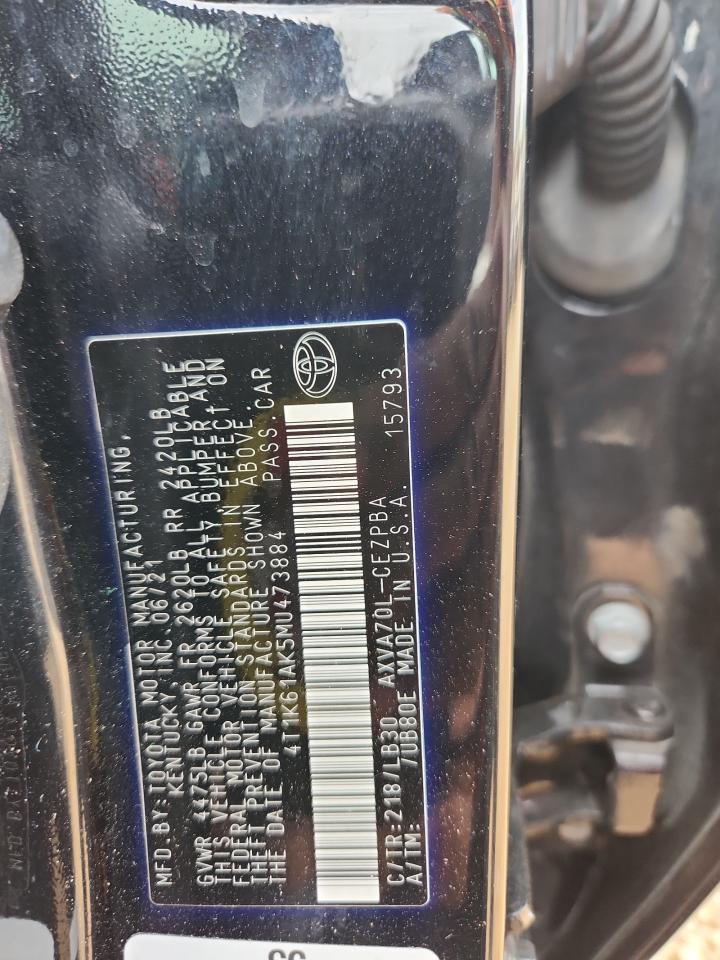 MFD. BY: TOYOTA MOTOR MANUFACTURING,
KENTUCKY, INC. 06/21
GVWR 4475LB GAWR FR 2620LB RR 2420LB
THIS VEHICLE CONFORMS TO ALL APPLICABLE
FEDERAL MOTOR VEHICLE SAFETY, BUMPER AND
THEFT PREVENTION STANDARDS IN EFFECT ON
THE DATE OF MANUFACTURE SHOWN ABOVE.
4T1K61AK5MU473884 PASS. CAR
C/TR:218/LB30 AXVA70L-CEZPBA 15793
A/TM: 7UB80E MADE IN U.S.A.